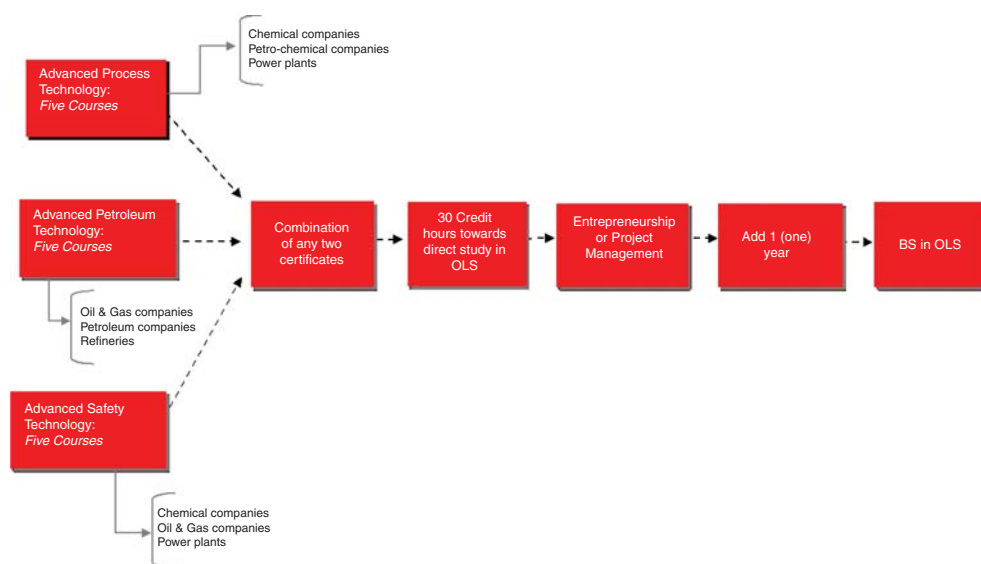 Chemical companies
Petro-chemical companies
Power plants
Advanced Process
Technology:
Five Courses
Advanced Petroleum
Technology:
Five Courses
Oil & Gas companies
Petroleum companies
Refineries
Advanced Safety
Technology:
Five Courses
Chemical companies
Oil & Gas companies
Power plants
Combination
of any two
certificates
30 Credit
hours towards
direct study in
OLS
Entrepreneurship
or Project
Management
Add 1 (one)
year
BS in OLS